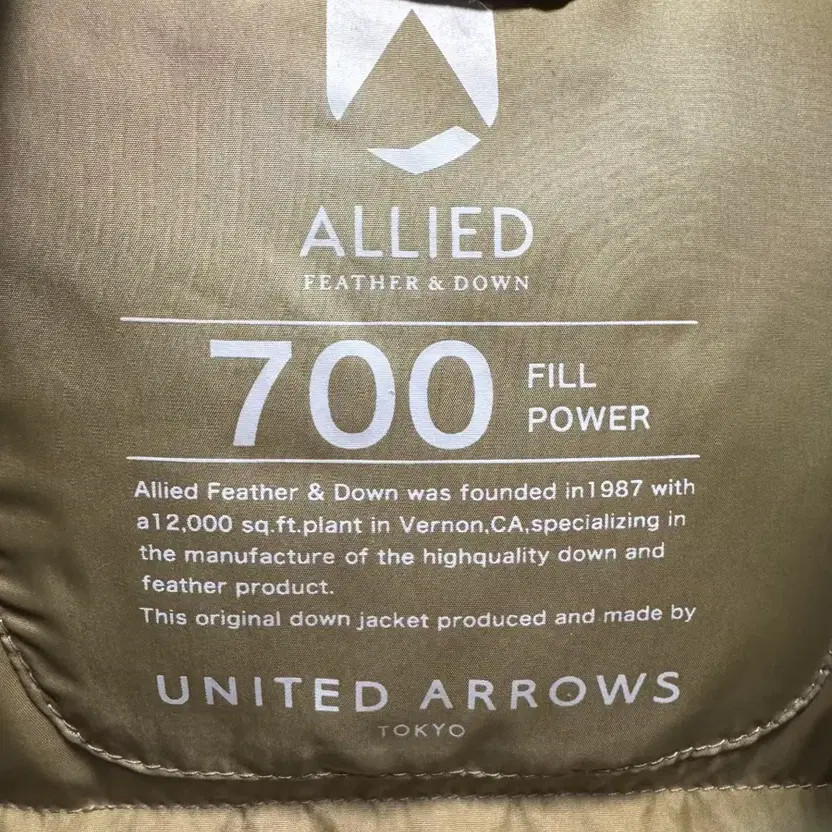 ALLIED
FEATHER & DOWN
700 FILL
POWER
Allied Feather & Down was founded in1987 with
a12,000 sq.ft.plant in Vernon,CA,specializing in
the manufacture of the highquality down and
feather product.
This original down jacket produced and made by
UNITED ARROWS
TOKYO